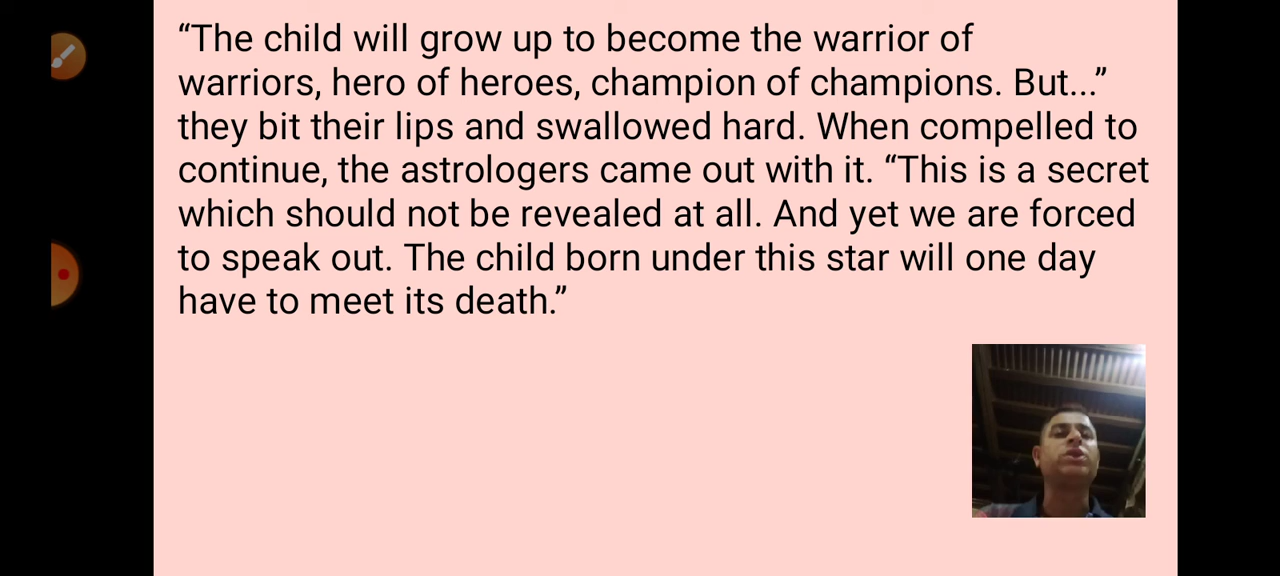 “The child will grow up to become the warrior of
warriors, hero of heroes, champion of champions. But...”
they bit their lips and swallowed hard. When compelled to
continue, the astrologers came out with it. “This is a secret
which should not be revealed at all. And yet we are forced
to speak out. The child born under this star will one day
have to meet its death.”